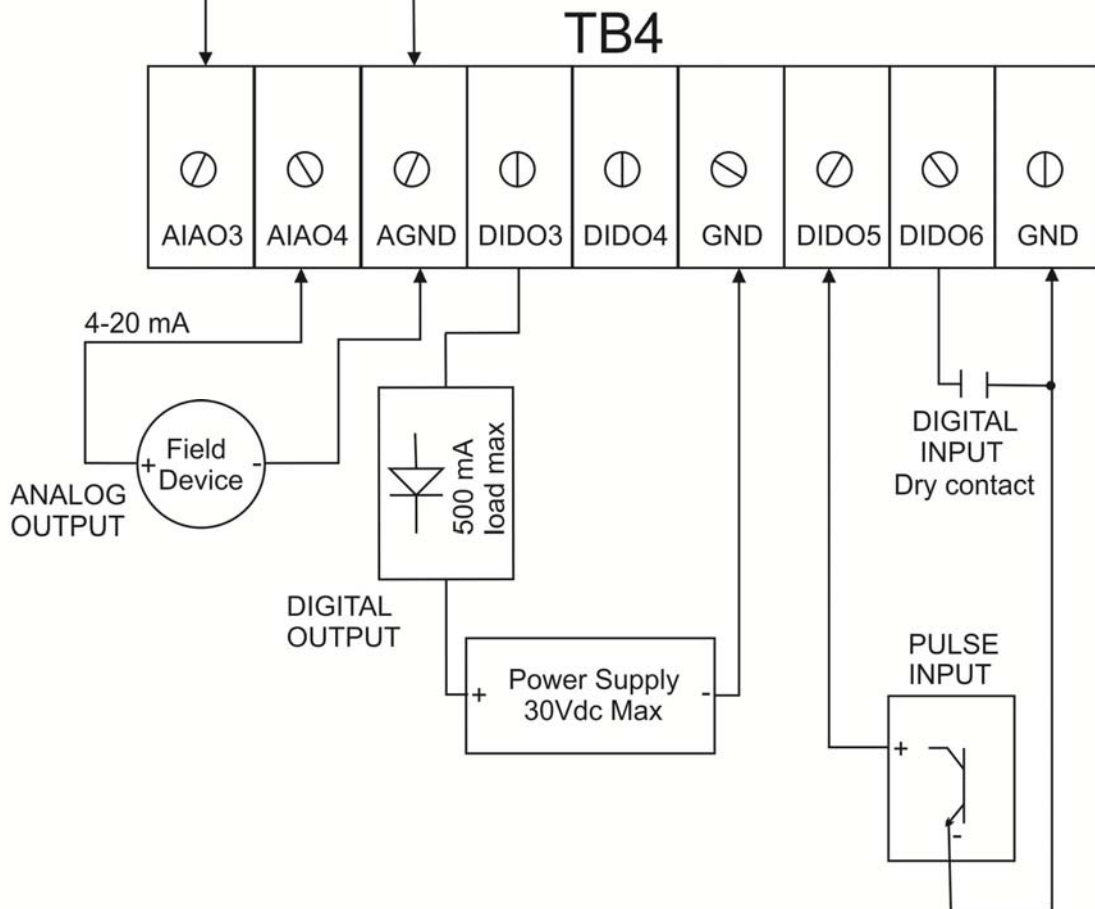 TB4
AIAO3 AIAO4 AGND DIDO3 DIDO4 GND DIDO5 DIDO6 GND
4-20 mA
+ Field Device -
ANALOG
OUTPUT
500 mA
load max
DIGITAL
OUTPUT
+ Power Supply -
30Vdc Max
DIGITAL
INPUT
Dry contact
PULSE
INPUT
+
-